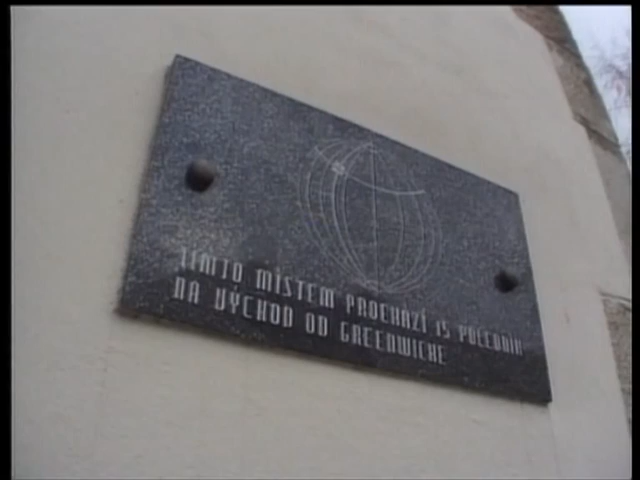 TÍMTO MÍSTEM PROCHÁZÍ 15 POLEDNÍK
NA VÝCHOD OD GREENWICHE